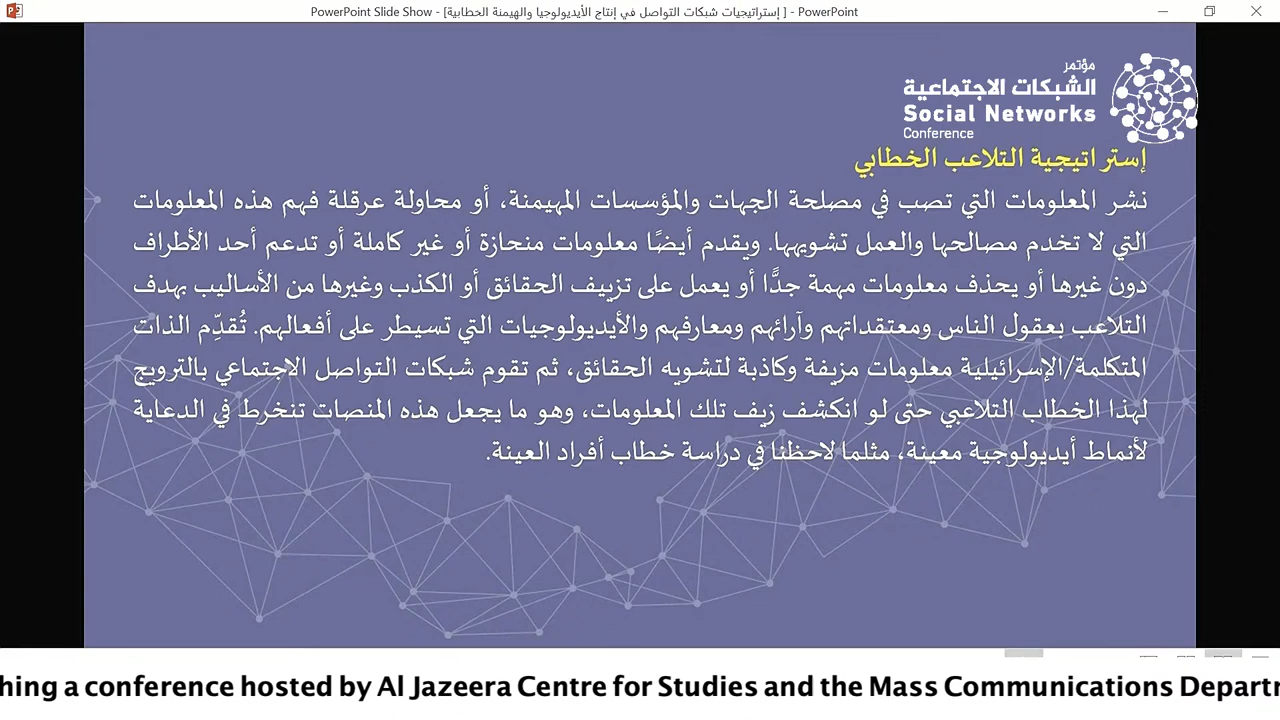 PowerPoint Slide Show - [إستراتيجيات شبكات التواصل في إنتاج الأيديولوجيا والهيمنة الخطابية ] - PowerPoint
مؤتمر
الشبكات الاجتماعية
Social Networks
Conference
إستراتيجية التلاعب الخطابي
نشر المعلومات التي تصب في مصلحة الجهات والمؤسسات المهيمنة، أو محاولة عرقلة فهم هذه المعلومات
التي لا تخدم مصالحها والعمل تشويهها. ويقدم أيضًا معلومات منحازة أو غير كاملة أو تدعم أحد الأطراف
دون غيرها أو يحذف معلومات مهمة جدًّا أو يعمل على تزييف الحقائق أو الكذب وغيرها من الأساليب بهدف
التلاعب بعقول الناس ومعتقداتهم وآرائهم ومعارفهم والأيديولوجيات التي تسيطر على أفعالهم. تُقدِّم الذات
المتكلمة/الإسرائيلية معلومات مزيفة وكاذبة لتشويه الحقائق، ثم تقوم شبكات التواصل الاجتماعي بالترويج
لهذا الخطاب التلاعبي حتى لو انكشف زيف تلك المعلومات، وهو ما يجعل هذه المنصات تنخرط في الدعاية
لأنماط أيديولوجية معينة، مثلما لاحظنا في دراسة خطاب أفراد العينة.
hing a conference hosted by Al Jazeera Centre for Studies and the Mass Communications Departr